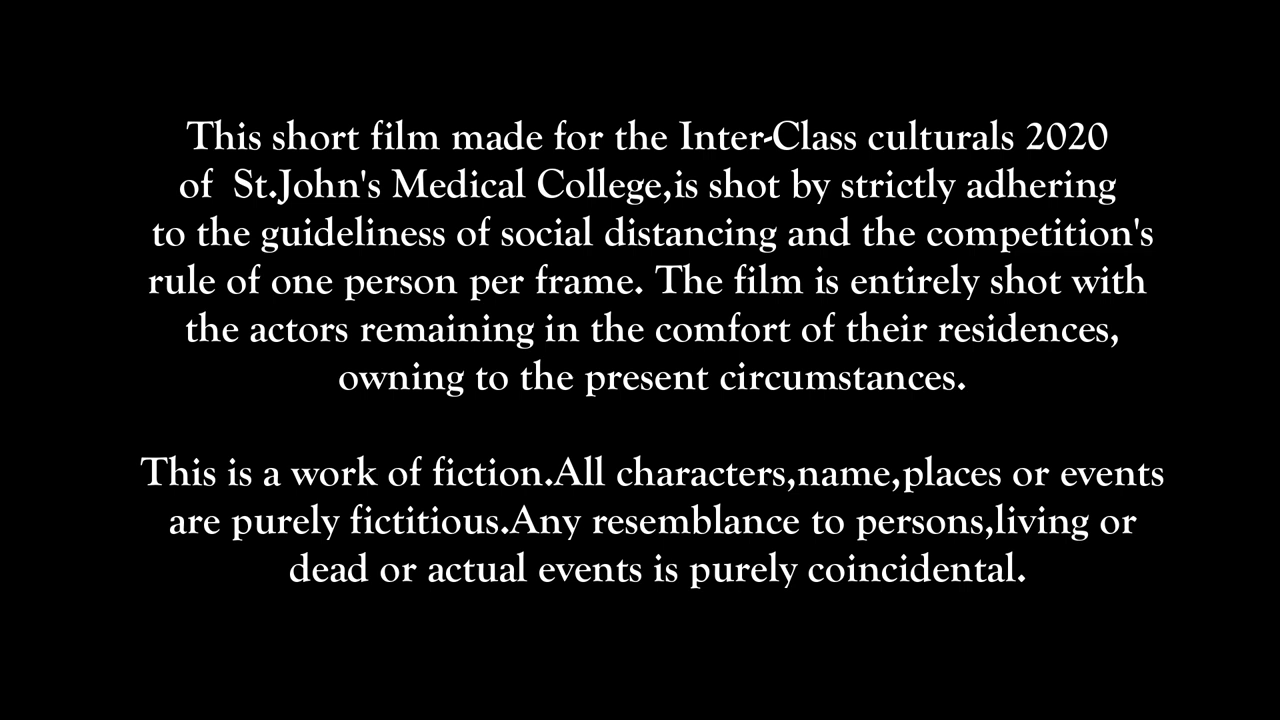 This short film made for the Inter-Class culturals 2020
of  St.John's Medical College,is shot by strictly adhering
to the guideliness of social distancing and the competition's
rule of one person per frame. The film is entirely shot with
the actors remaining in the comfort of their residences,
owning to the present circumstances.
This is a work of fiction.All characters,name,places or events
are purely fictitious.Any resemblance to persons,living or
dead or actual events is purely coincidental.